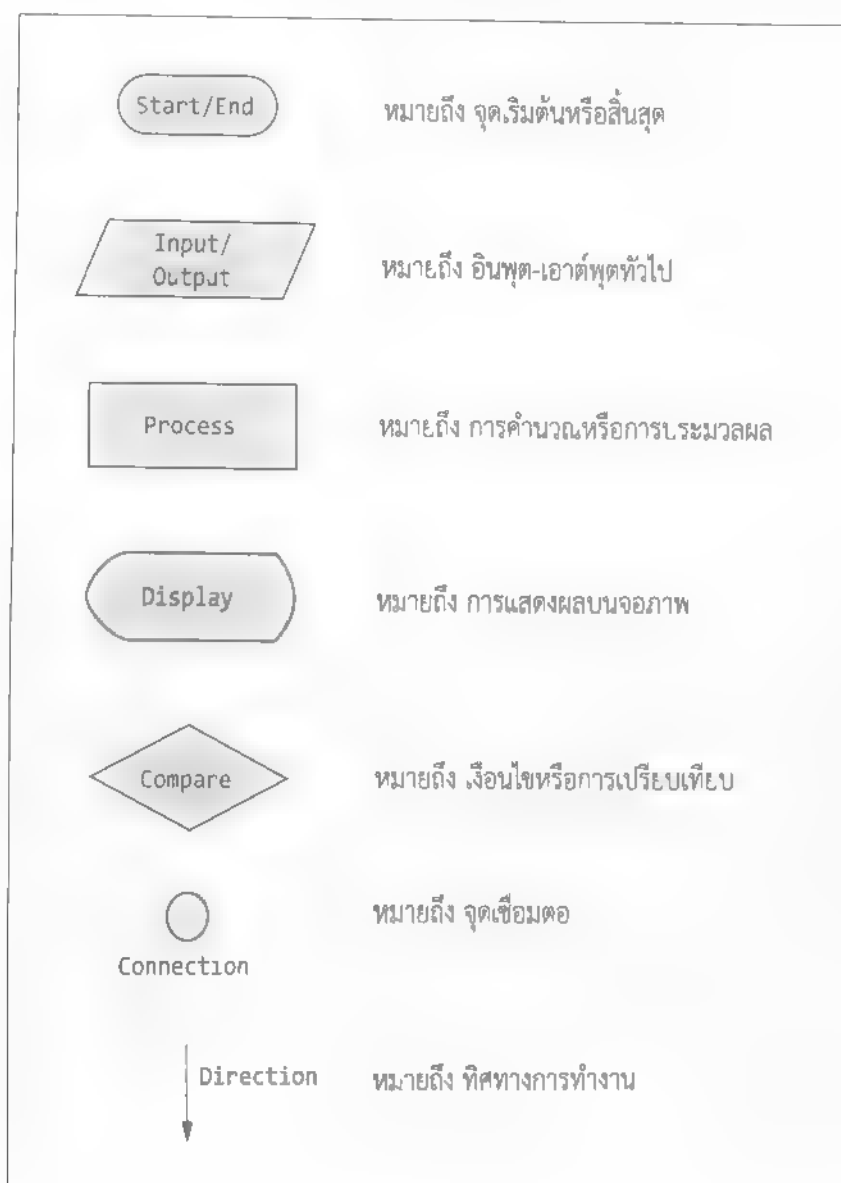 Start/End
หมายถึง จุดเริ่มต้นหรือสิ้นสุด
Input/
Output
หมายถึง อินพุต-เอาต์พุตทั่วไป
Process
หมายถึง การคำนวณหรือการประมวลผล
Display
หมายถึง การแสดงผลบนจอภาพ
Compare
หมายถึง เงื่อนไขหรือการเปรียบเทียบ
หมายถึง จุดเชื่อมต่อ
Connection
Direction
หมายถึง ทิศทางการทำงาน